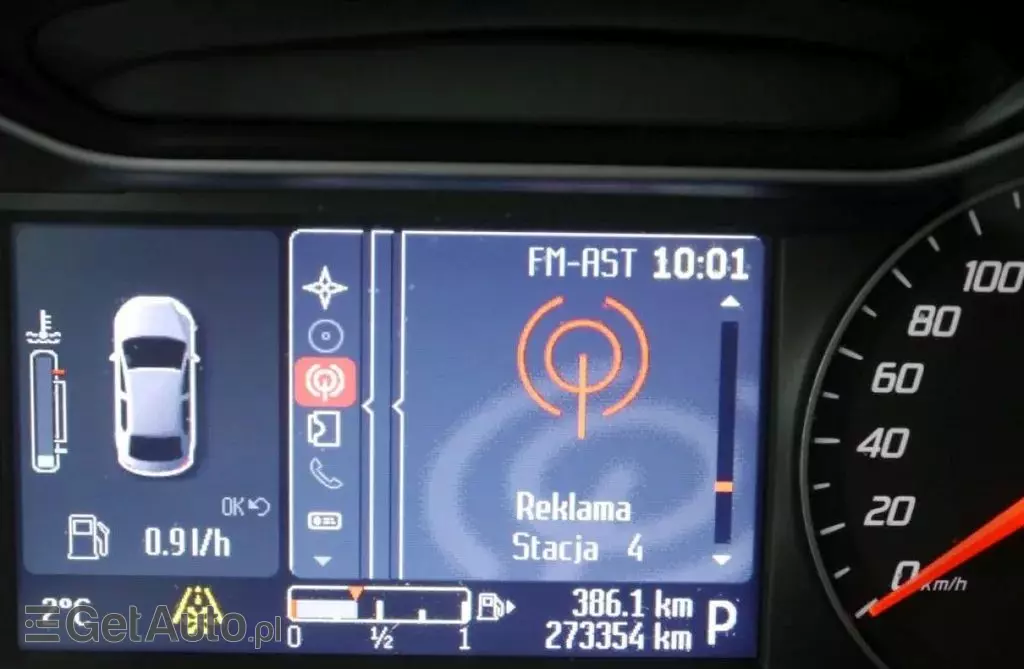 FM-AST 10:01
100
80
60
40
20
0 km/h
OK
0.9 l/h
Reklama
Stacja 4
2°C
0 ½ 1
386.1 km
273354 km
P
GetAuto.pl